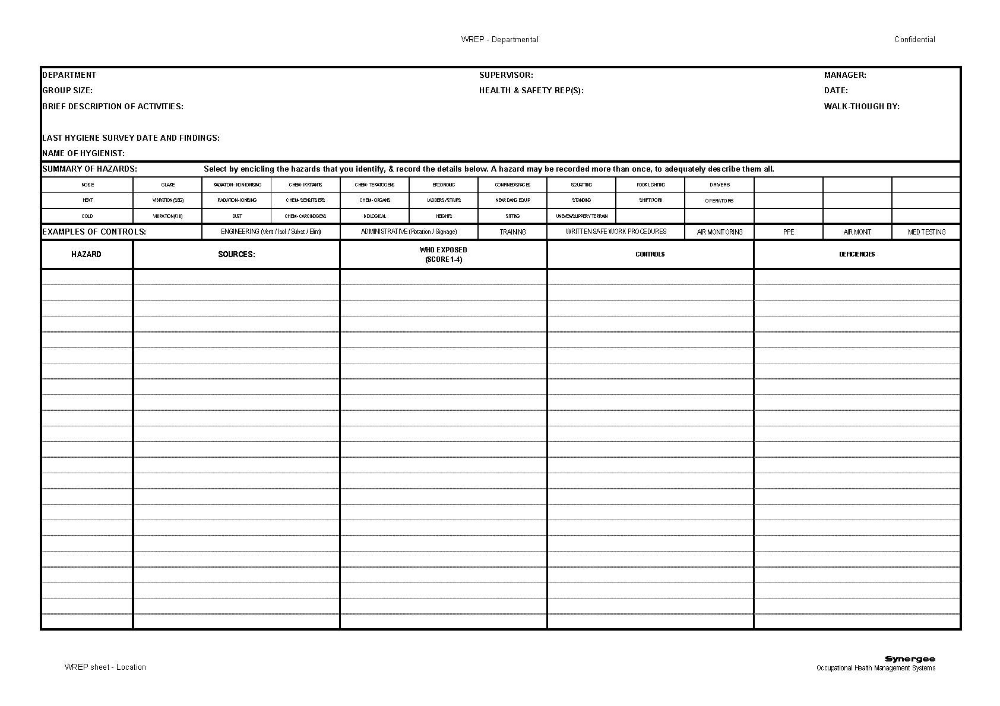 WREP - Departmental Confidential
DEPARTMENT SUPERVISOR: MANAGER:
GROUP SIZE: HEALTH & SAFETY REP(S): DATE:
BRIEF DESCRIPTION OF ACTIVITIES: WALK-THOUGH BY:
LAST HYGIENE SURVEY DATE AND FINDINGS:
NAME OF HYGIENIST:
SUMMARY OF HAZARDS: Select by encicling the hazards that you identify, & record the details below. A hazard may be recorded more than once, to adequately describe them all.
NOISE GLARE RADIATION - NON-IONISING CHEM - IRRITANTS CHEM - TERATOGENS ERGONOMIC CONFINED SPACES SQUATTING POOR LIGHTING DRIVERS
HEAT VIBRATION (SEG) RADIATION - IONISING CHEM - SENSITISERS CHEM - ORGANS LADDERS / STAIRS NEAR DANG EQUIP STANDING SHIFTWORK OPERATORS
COLD VIBRATION (UB) DUST CHEM - CARCINOGENS BIOLOGICAL HEIGHTS SITTING UNEVEN/SLIPPERY TERRAIN
EXAMPLES OF CONTROLS: ENGINEERING (Vent / Isol / Subst / Elim) ADMINISTRATIVE (Rotation / Signage) TRAINING WRITTEN SAFE WORK PROCEDURES AIR MONITORING PPE AIR MONIT MED TESTING
HAZARD SOURCES: WHO EXPOSED
(SCORE 1-4) CONTROLS DEFICIENCIES
WREP sheet - Location
Synergee
Occupational Health Management Systems